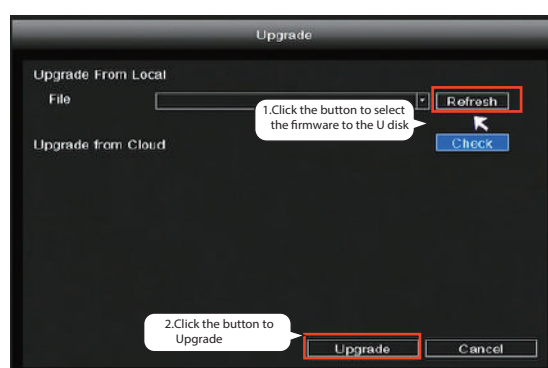 Upgrade
Upgrade From Local
File
Refresh
1.Click the button to select
the firmware to the U disk
Upgrade from Cloud
Check
2.Click the button to
Upgrade
Upgrade
Cancel